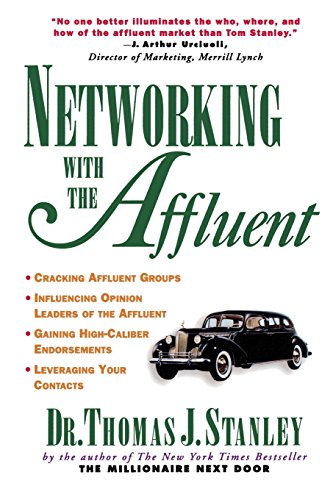 "No one better illuminates the who, where, and
how of the affluent market than Tom Stanley."
—J. Arthur Urciuoli,
Director of Marketing, Merrill Lynch
NETWORKING
WITH
THE
Affluent
• CRACKING AFFLUENT GROUPS
• INFLUENCING OPINION
LEADERS OF THE AFFLUENT
• GAINING HIGH-CALIBER
ENDORSEMENTS
• LEVERAGING YOUR
CONTACTS
DR. THOMAS J. STANLEY
by the author of THE NEW YORK TIMES BESTSELLER
THE MILLIONAIRE NEXT DOOR